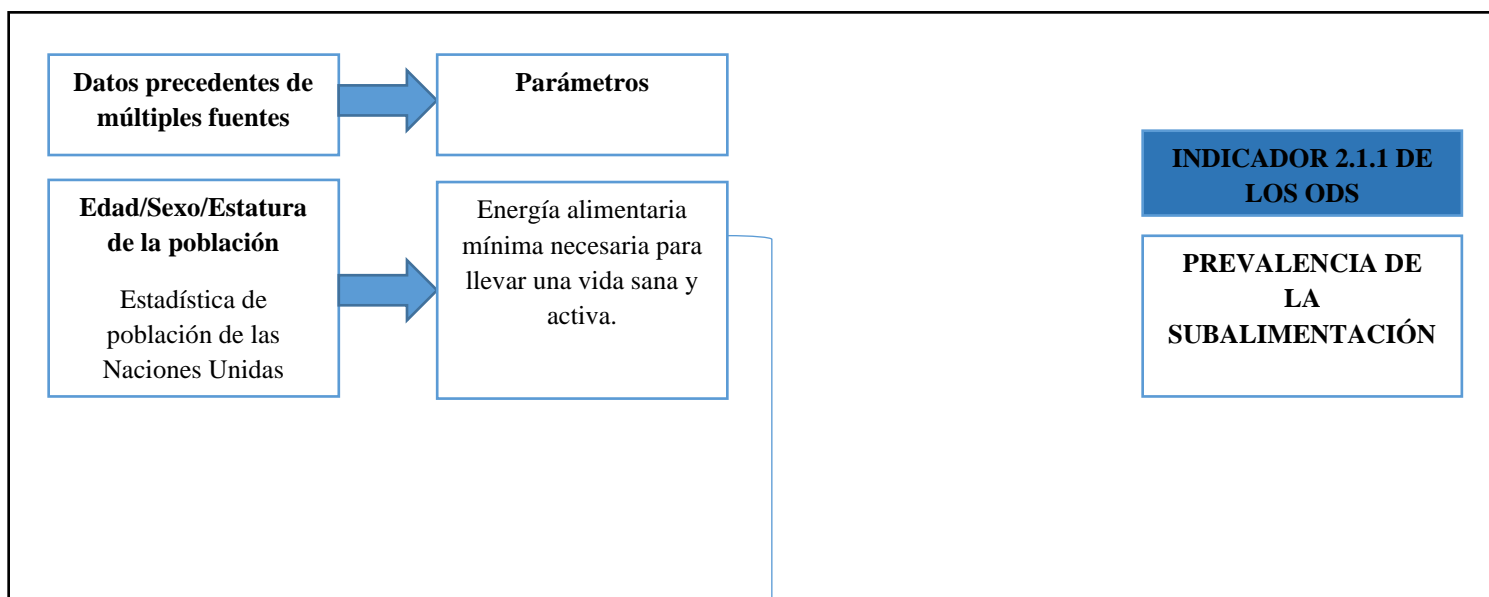 Datos precedentes de
múltiples fuentes
Parámetros
INDICADOR 2.1.1 DE
LOS ODS
Edad/Sexo/Estatura
de la población
Estadística de
población de las
Naciones Unidas
Energía alimentaria
mínima necesaria para
llevar una vida sana y
activa.
PREVALENCIA DE
LA
SUBALIMENTACIÓN